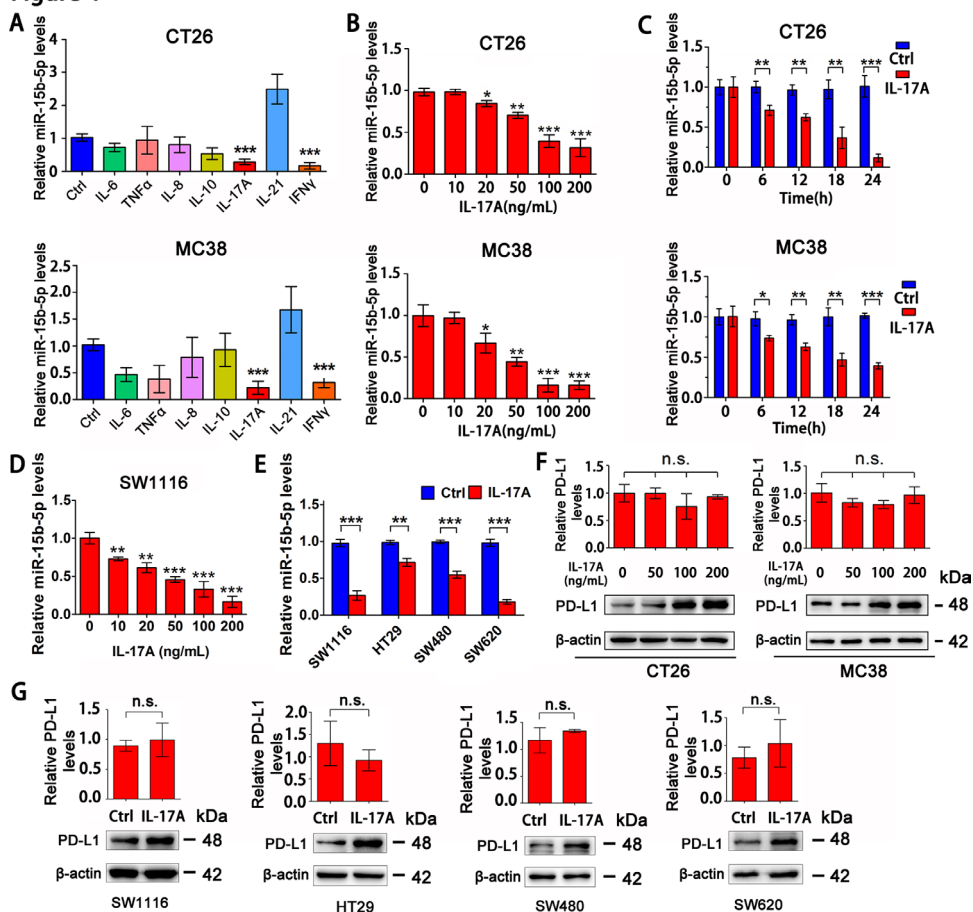 A
CT26
Relative miR-15b-5p levels
4
3
2
1
0
Ctrl
IL-6
TNFα
IL-8
IL-10
IL-17A
IL-21
IFNγ
***
***
MC38
Relative miR-15b-5p levels
2.5
2.0
1.5
1.0
0.5
0.0
Ctrl
IL-6
TNFα
IL-8
IL-10
IL-17A
IL-21
IFNγ
***
***
B
CT26
Relative miR-15b-5p levels
1.5
1.0
0.5
0.0
* ** *** ***
0 10 20 50 100 200
IL-17A(ng/mL)
MC38
Relative miR-15b-5p levels
1.5
1.0
0.5
0.0
* ** *** ***
0 10 20 50 100 200
IL-17A(ng/mL)
C
CT26
Ctrl
IL-17A
Relative miR-15b-5p levels
1.5
1.0
0.5
0.0
** ** ** ***
0 6 12 18 24
Time(h)
MC38
Ctrl
IL-17A
Relative miR-15b-5p levels
1.5
1.0
0.5
0.0
* ** ** ***
0 6 12 18 24
Time(h)
D
SW1116
Relative miR-15b-5p levels
1.5
1.0
0.5
0.0
** ** *** *** ***
0 10 20 50 100 200
IL-17A (ng/mL)
E
Ctrl IL-17A
Relative miR-15b-5p levels
1.5
1.0
0.5
0.0
*** ** *** ***
SW1116 HT29 SW480 SW620
F
Relative PD-L1
levels
1.5
1.0
0.5
0.0
n.s.
IL-17A
(ng/mL)
0 50 100 200
PD-L1
β-actin
CT26
Relative PD-L1
levels
1.5
1.0
0.5
0.0
n.s.
IL-17A
(ng/mL)
0 50 100 200
kDa
PD-L1
48
β-actin
42
MC38
G
Relative PD-L1
levels
1.5
1.0
0.5
0.0
n.s.
Ctrl IL-17A kDa
PD-L1 48
β-actin 42
SW1116
Relative PD-L1
levels
2.0
1.5
1.0
0.5
0.0
n.s.
Ctrl IL-17A kDa
PD-L1 48
β-actin 42
HT29
Relative PD-L1
levels
1.5
1.0
0.5
0.0
n.s.
Ctrl IL-17A kDa
PD-L1 48
β-actin 42
SW480
Relative PD-L1
levels
1.5
1.0
0.5
0.0
n.s.
Ctrl IL-17A kDa
PD-L1 48
β-actin 42
SW620